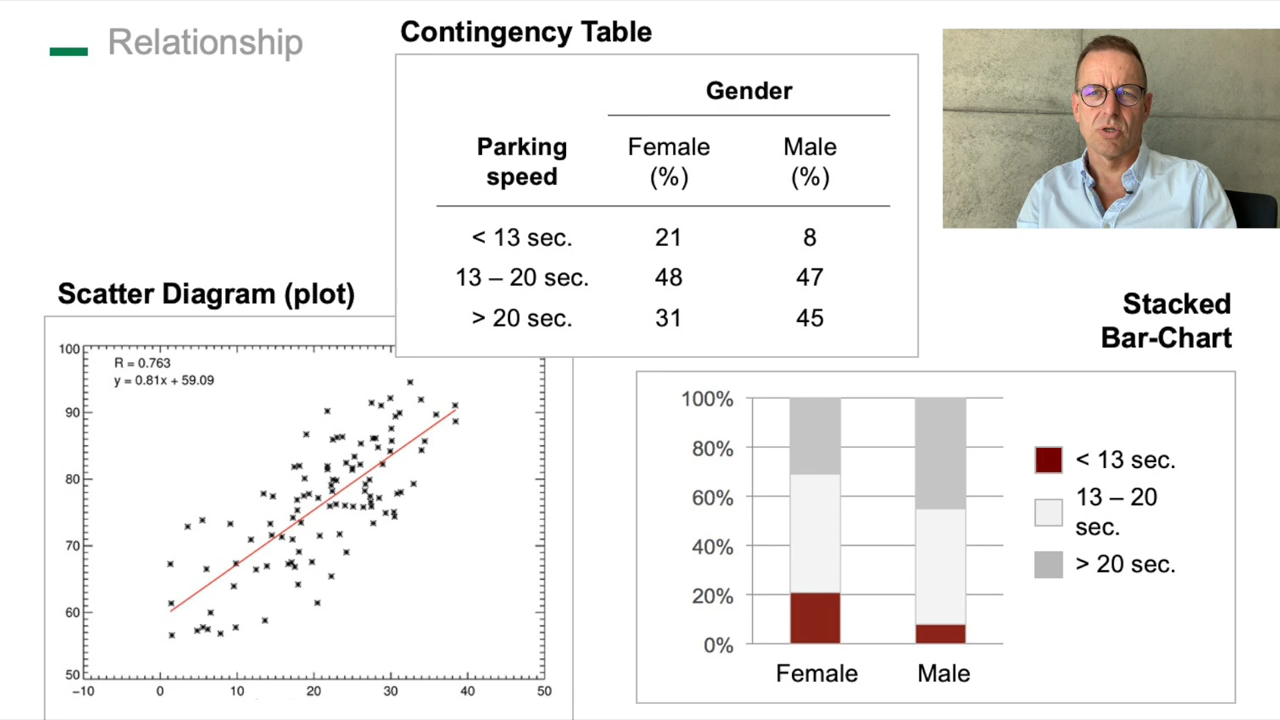 Relationship
Contingency Table
Gender
Parking speed
Female (%)
Male (%)
< 13 sec. 21 8
13 – 20 sec. 48 47
> 20 sec. 31 45
Scatter Diagram (plot)
R = 0.763
y = 0.81x + 59.09
100
90
80
70
60
50
−10 0 10 20 30 40 50
Stacked
Bar-Chart
100%
80%
60%
40%
20%
0%
Female Male
< 13 sec.
13 – 20
sec.
> 20 sec.